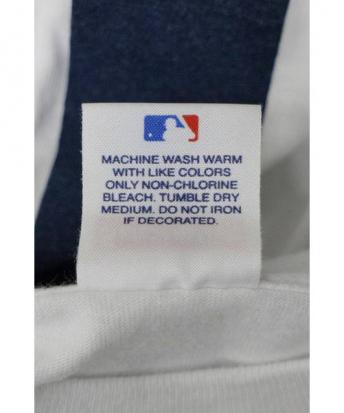 MACHINE WASH WARM
WITH LIKE COLORS
ONLY NON-CHLORINE
BLEACH. TUMBLE DRY
MEDIUM. DO NOT IRON
IF DECORATED.